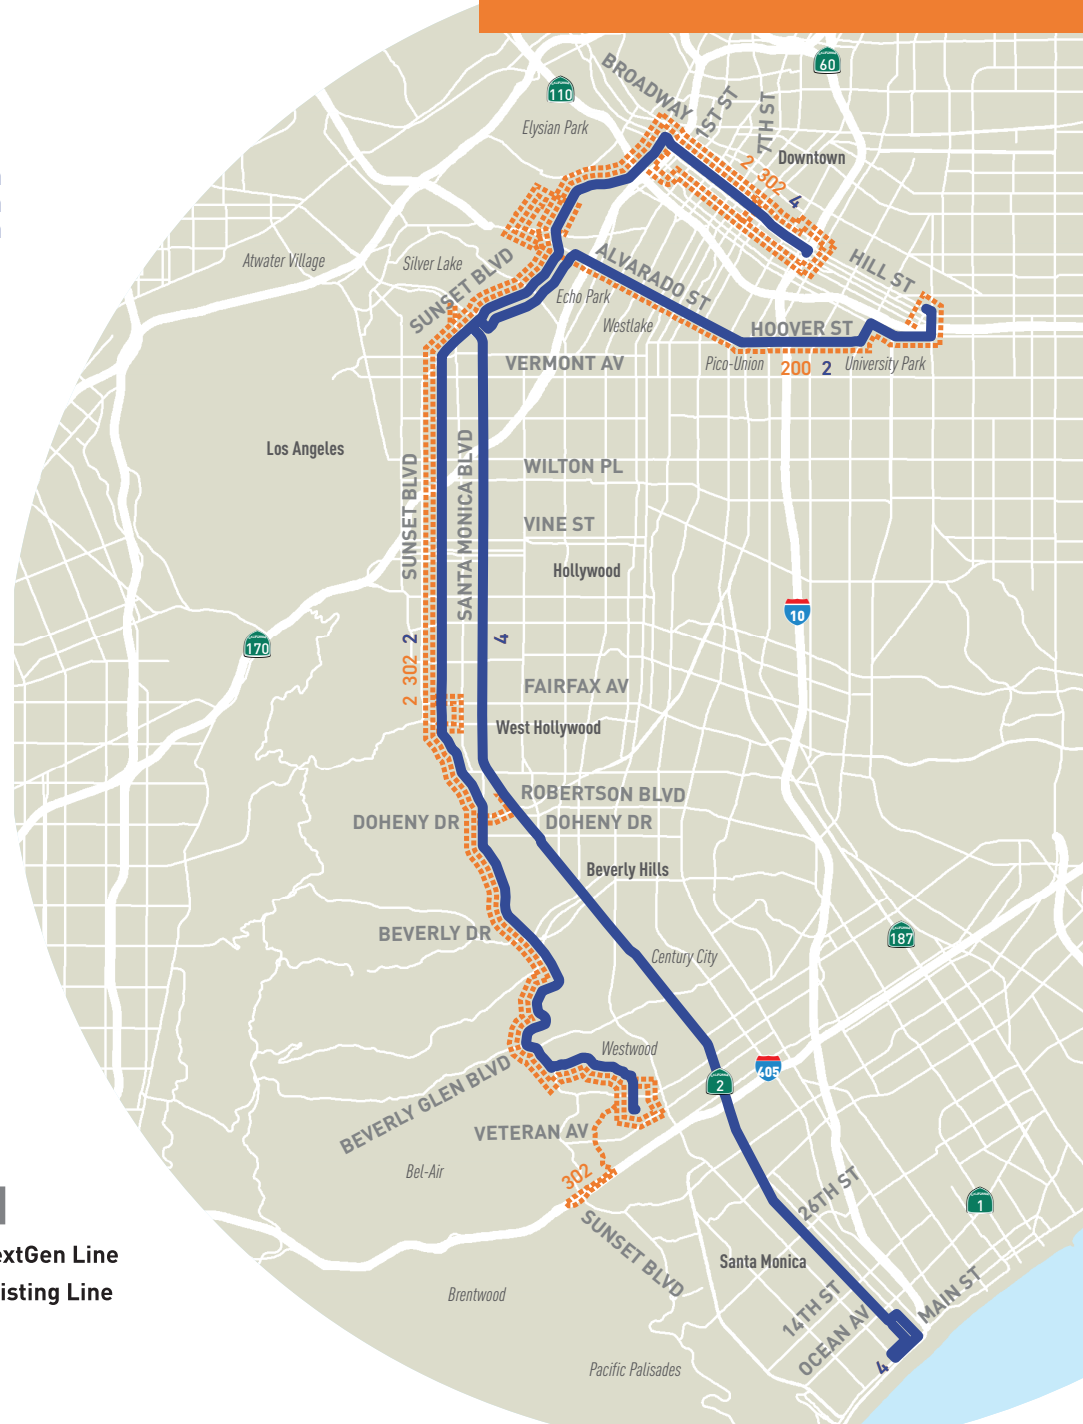 60
BROADWAY
110
1ST ST
7TH ST
Elysian Park
Downtown
2 302 4
Atwater Village
Silver Lake
SUNSET BLVD
ALVARADO ST
HILL ST
Echo Park
Westlake
HOOVER ST
VERMONT AV
Pico-Union
200 2
University Park
Los Angeles
SUNSET BLVD
SANTA MONICA BLVD
WILTON PL
VINE ST
Hollywood
10
170
2 302 2
4
FAIRFAX AV
West Hollywood
ROBERTSON BLVD
DOHENY DR
DOHENY DR
Beverly Hills
BEVERLY DR
187
Century City
Westwood
405
2
BEVERLY GLEN BLVD
VETERAN AV
Bel-Air
302
26TH ST
1
SUNSET BLVD
extGen Line
isting Line
Santa Monica
Brentwood
14TH ST
OCEAN AV
MAIN ST
4
Pacific Palisades